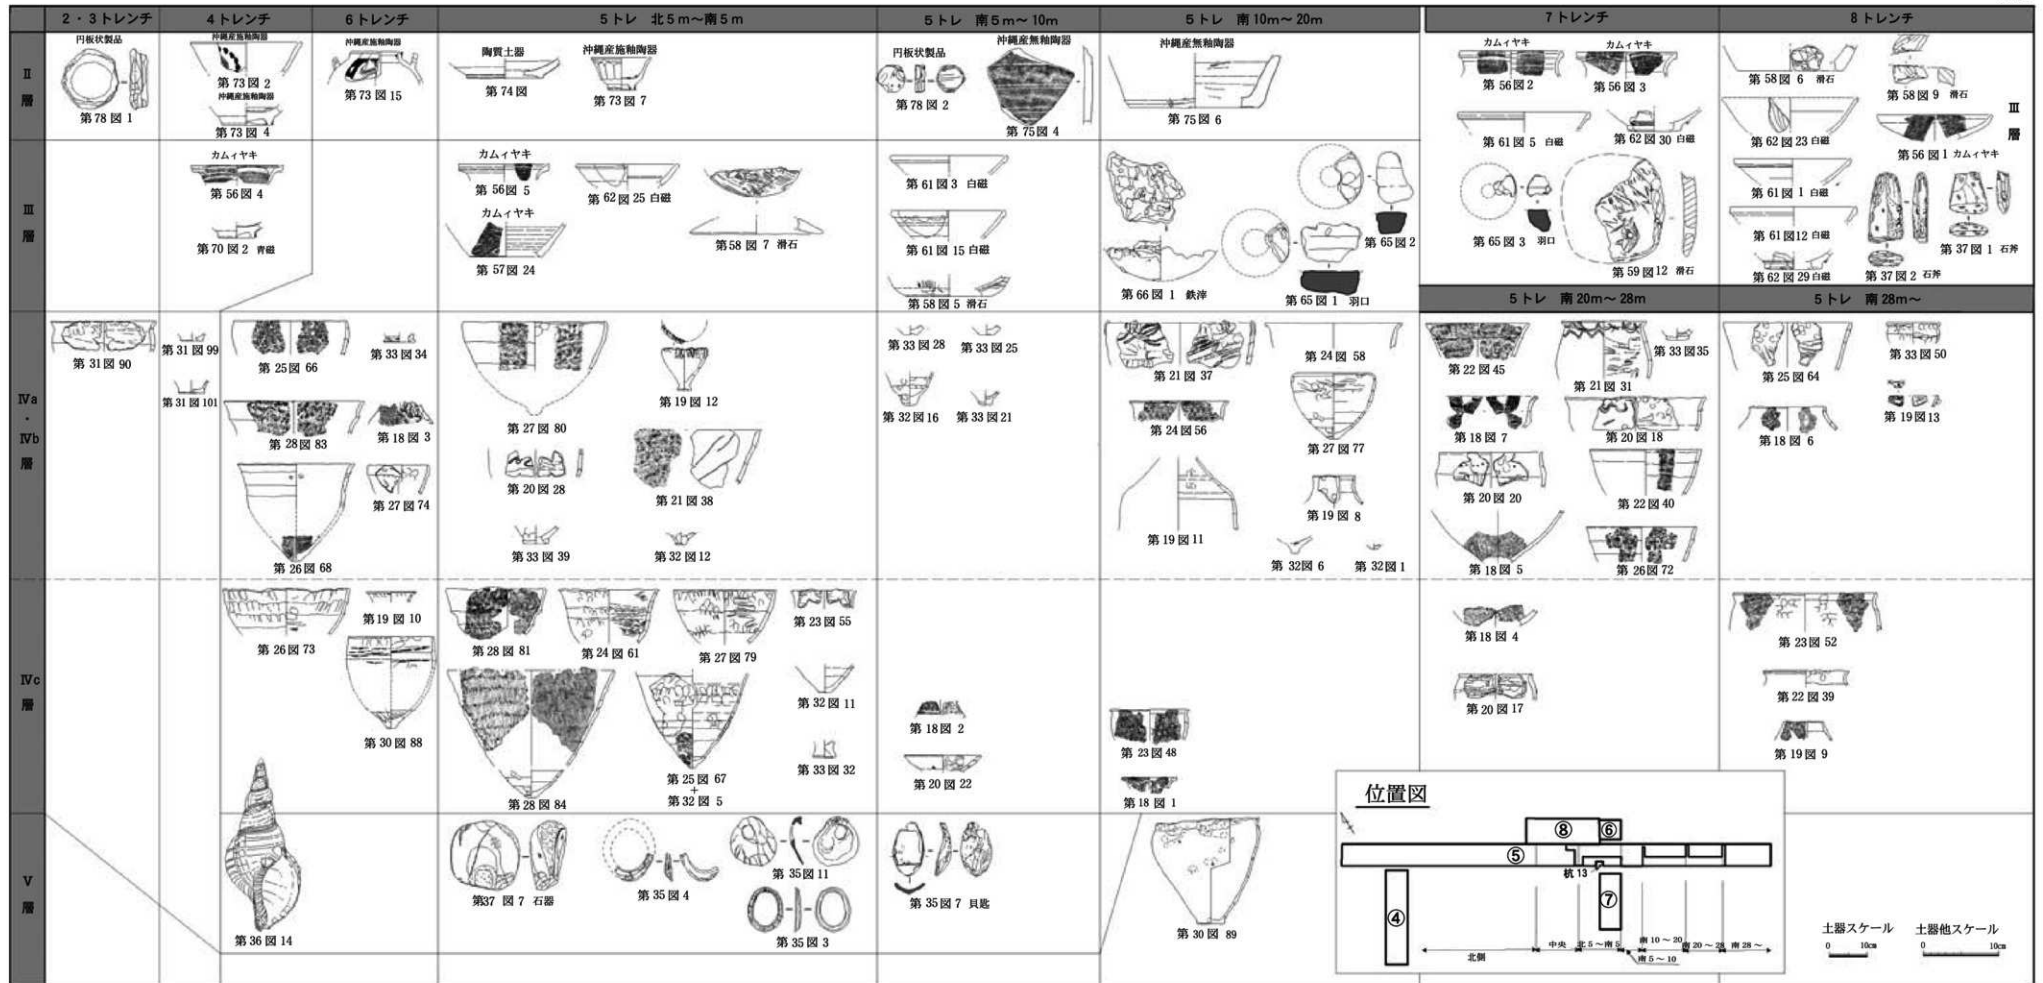 2・3トレンチ
4トレンチ
6トレンチ
5トレ 北5m～南5m
5トレ 南5m～10m
5トレ 南10m～20m
7トレンチ
8トレンチ
Ⅱ
層
円板状製品
第78図 1
沖縄産施釉陶器
第73図 2
沖縄産施釉陶器
第73図 4
沖縄産施釉陶器
第73図 15
陶質土器
第74図
沖縄産施釉陶器
第73図 7
円板状製品
第78図 2
沖縄産無釉陶器
第75図 4
沖縄産無釉陶器
第75図 6
カムィヤキ
第56図 2
カムィヤキ
第56図 3
第61図 5 白磁
第62図 30 白磁
第65図 3 羽口
第59図 12 滑石
第58図 6 滑石
第58図 9 滑石
第62図 23 白磁
第56図 1 カムィヤキ
Ⅲ
層
第61図 1 白磁
第61図 12 白磁
第62図 29 白磁
第37図 2 石斧
第37図 1 石斧
Ⅲ
層
カムィヤキ
第56図 4
第70図 2 青磁
カムィヤキ
第56図 5
第62図 25 白磁
カムィヤキ
第57図 24
第58図 7 滑石
第61図 3 白磁
第61図 15 白磁
第58図 5 滑石
第66図 1 鉄滓
第65図 2
第65図 1 羽口
5トレ 南20m～28m
5トレ 南28m～
Ⅳa
・
Ⅳb
層
第31図 90
第31図 99
第31図 101
第25図 66
第33図 34
第28図 83
第18図 3
第26図 68
第27図 74
第27図 80
第19図 12
第20図 28
第21図 38
第33図 39
第32図 12
第33図 28
第33図 25
第32図 16
第33図 21
第21図 37
第24図 58
第24図 56
第27図 77
第19図 11
第19図 8
第32図 6
第32図 1
第22図 45
第21図 31
第33図 35
第18図 7
第20図 18
第20図 20
第22図 40
第18図 5
第26図 72
第25図 64
第33図 50
第18図 6
第19図 13
Ⅳc
層
第26図 73
第19図 10
第30図 88
第28図 81
第24図 61
第27図 79
第23図 55
第28図 84
第25図 67
+
第32図 5
第32図 11
第33図 32
第18図 2
第20図 22
第23図 48
第18図 1
第18図 4
第20図 17
第23図 52
第22図 39
第19図 9
Ⅴ
層
第36図 14
第37 図 7 石器
第35図 4
第35図 11
第35図 3
第35図 7 貝匙
第30図 89
位置図
⑧
⑥
⑤
杭13
④
⑦
北側
中央
北5～南5
南5～10
南10～20
南20～28
南28～
土器スケール
0 10㎝
土器他スケール
0 10㎝